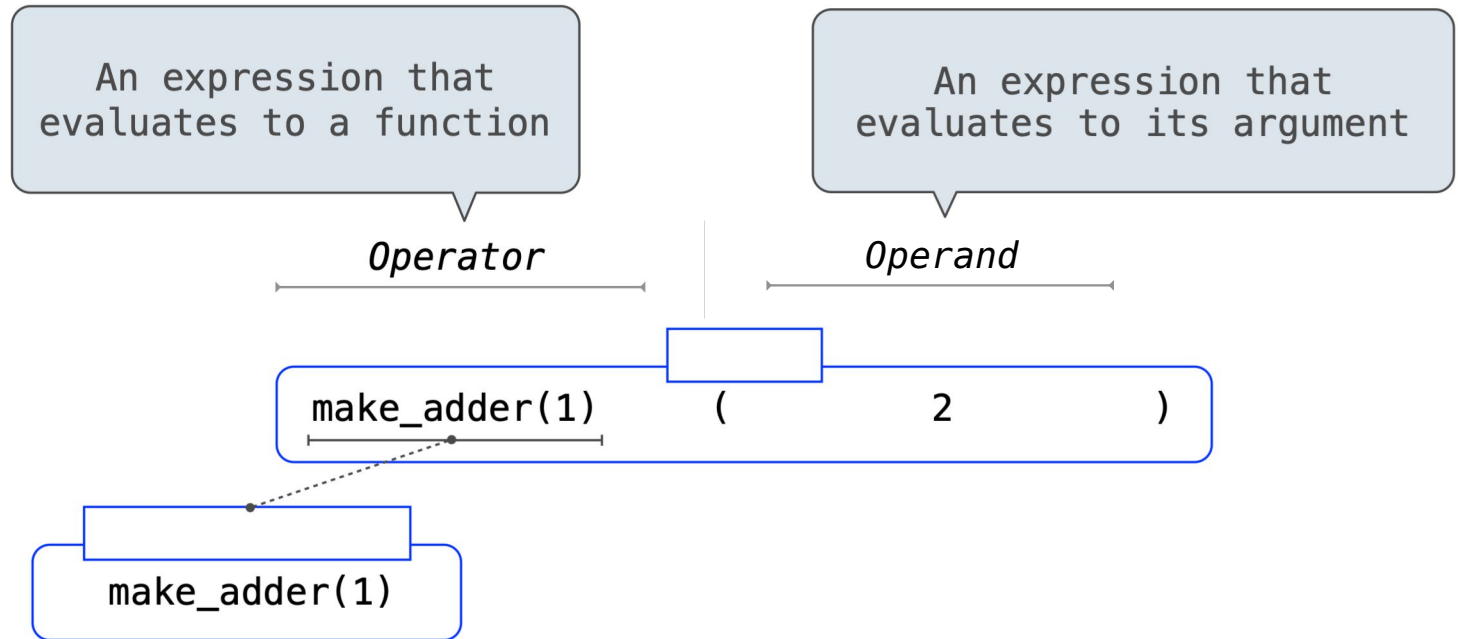 An expression that
evaluates to a function
An expression that
evaluates to its argument
Operator
Operand
make_adder(1) ( 2 )
make_adder(1)